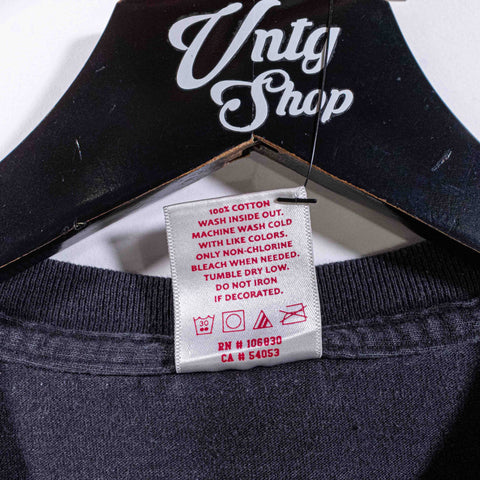 Vntg
Shop
100% COTTON
WASH INSIDE OUT.
MACHINE WASH COLD
WITH LIKE COLORS.
ONLY NON-CHLORINE
BLEACH WHEN NEEDED.
TUMBLE DRY LOW.
DO NOT IRON
IF DECORATED.
30
RN # 106830
CA # 54053